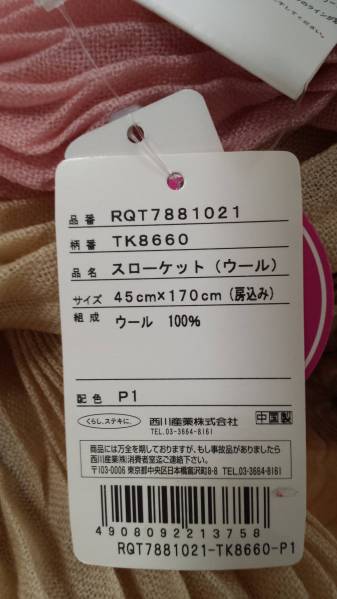 品番 RQT7881021
柄番 TK8660
品名 スローケット(ウール)
サイズ 45cm×170cm(房込み)
組成 ウール 100%
配色 P1
くらし、ステキに。 西川産業株式会社 中国製
TEL.03-3664-8161
商品には万全を期しておりますが、もし事故品がありましたら
西川産業㈱消費者室迄ご連絡下さい。
〒103-0006 東京都中央区日本橋富沢町8-8 TEL.03-3664-8161
4908092213758
RQT7881021-TK8660-P1